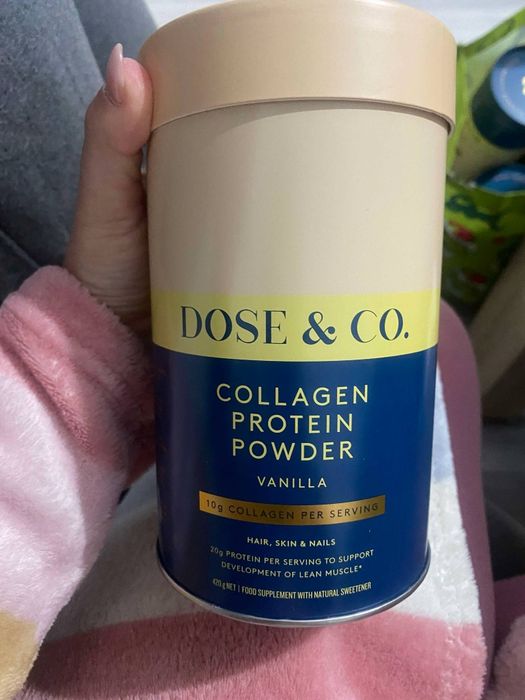 DOSE & CO.
COLLAGEN
PROTEIN
POWDER
VANILLA
10g COLLAGEN PER SERVING
HAIR, SKIN & NAILS
20g PROTEIN PER SERVING TO SUPPORT
DEVELOPMENT OF LEAN MUSCLE*
420g NET | FOOD SUPPLEMENT WITH NATURAL SWEETENER